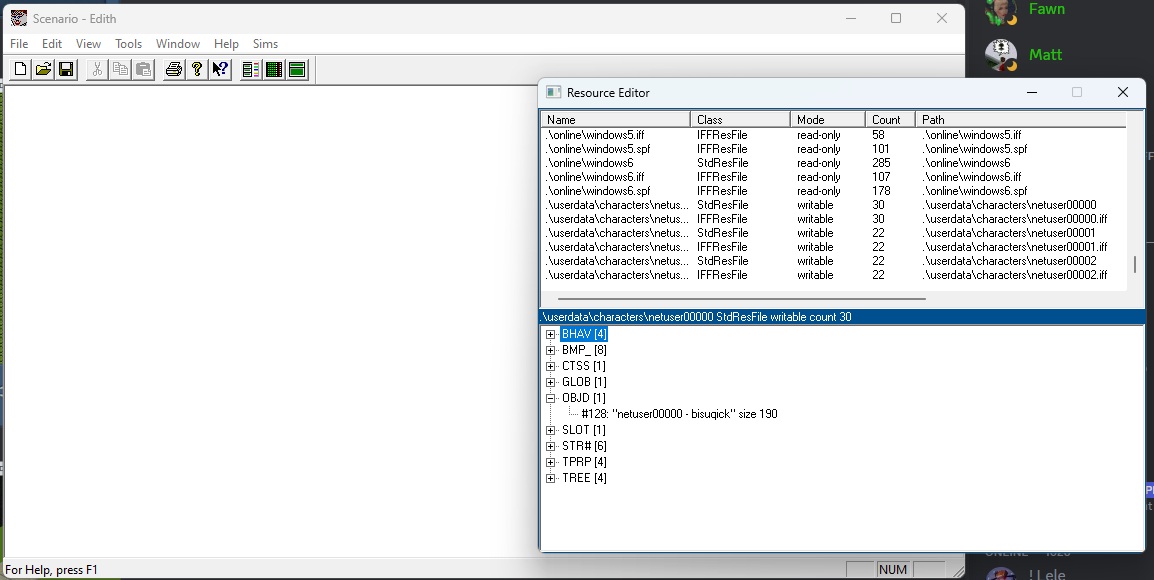 Scenario - Edith
File Edit View Tools Window Help Sims
Fawn
Matt
Resource Editor
Name Class Mode Count Path
.\online\windows5.iff IFFResFile read-only 58 .\online\windows5.iff
.\online\windows5.spf IFFResFile read-only 101 .\online\windows5.spf
.\online\windows6 StdResFile read-only 285 .\online\windows6
.\online\windows6.iff IFFResFile read-only 107 .\online\windows6.iff
.\online\windows6.spf IFFResFile read-only 178 .\online\windows6.spf
.\userdata\characters\netus... StdResFile writable 30 .\userdata\characters\netuser00000
.\userdata\characters\netus... IFFResFile writable 30 .\userdata\characters\netuser00000.iff
.\userdata\characters\netus... StdResFile writable 22 .\userdata\characters\netuser00001
.\userdata\characters\netus... IFFResFile writable 22 .\userdata\characters\netuser00001.iff
.\userdata\characters\netus... StdResFile writable 22 .\userdata\characters\netuser00002
.\userdata\characters\netus... IFFResFile writable 22 .\userdata\characters\netuser00002.iff
.\userdata\characters\netuser00000 StdResFile writable count 30
BHAV [4]
BMP_ [8]
CTSS [1]
GLOB [1]
OBJD [1]
#128: "netuser00000 - bisuqick" size 190
SLOT [1]
STR# [6]
TPRP [4]
TREE [4]
For Help, press F1
NUM
! Lele